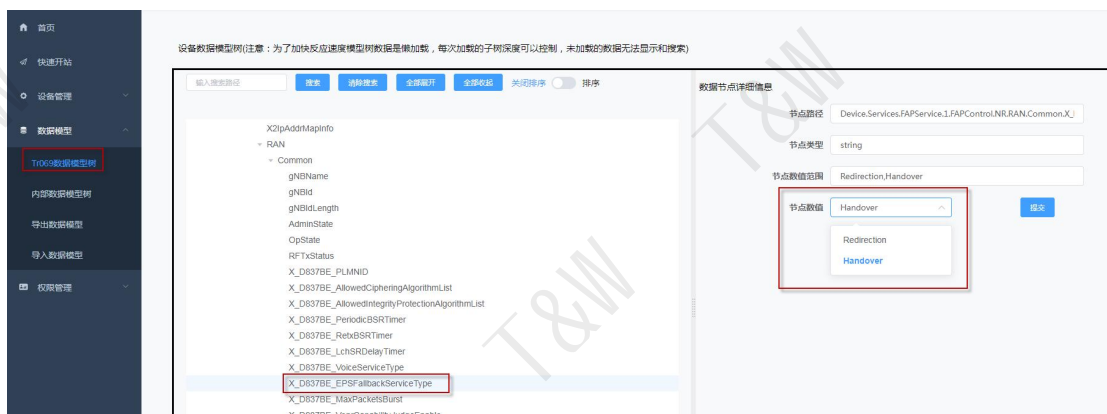 首页
快速开站
设备管理
数据模型
Tr069数据模型树
内部数据模型树
导出数据模型
导入数据模型
权限管理
设备数据模型树(注意：为了加快反应速度模型树数据是懒加载，每次加载的子树深度可以控制，未加载的数据无法显示和搜索)
输入搜索路径 搜索 清除搜索 全部展开 全部收起 关闭排序 排序
X2IpAddrMapInfo
RAN
Common
gNBName
gNBId
gNBIdLength
AdminState
OpState
RFTxStatus
X_D837BE_PLMNID
X_D837BE_AllowedCipheringAlgorithmList
X_D837BE_AllowedIntegrityProtectionAlgorithmList
X_D837BE_PeriodicBSRTimer
X_D837BE_RetxBSRTimer
X_D837BE_LchSRDelayTimer
X_D837BE_VoiceServiceType
X_D837BE_EPSFallbackServiceType
X_D837BE_MaxPacketsBurst
数据节点详细信息
节点路径 Device.Services.FAPService.1.FAPControl.NR.RAN.Common.X_
节点类型 string
节点数值范围 Redirection,Handover
节点数值 Handover 提交
Redirection
Handover
T&W
T&W